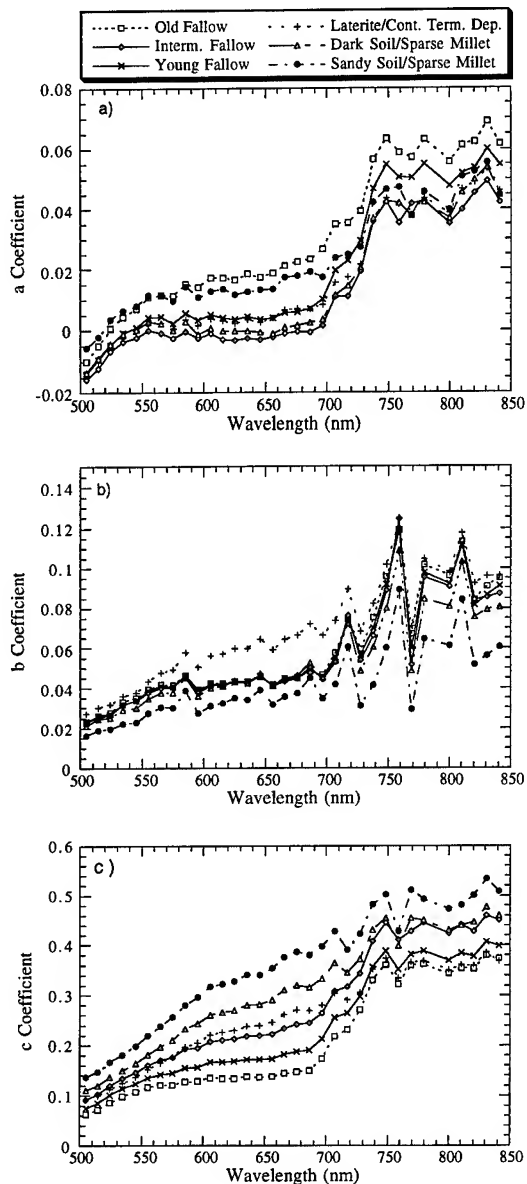 Old Fallow
Interm. Fallow
Young Fallow
Laterite/Cont. Term. Dep.
Dark Soil/Sparse Millet
Sandy Soil/Sparse Millet
a)
0.08
0.06
0.04
0.02
0
-0.02
a Coefficient
500 550 600 650 700 750 800 850
Wavelength (nm)
b)
0.14
0.12
0.1
0.08
0.06
0.04
0.02
0
b Coefficient
500 550 600 650 700 750 800 850
Wavelength (nm)
c)
0.6
0.5
0.4
0.3
0.2
0.1
0
c Coefficient
500 550 600 650 700 750 800 850
Wavelength (nm)